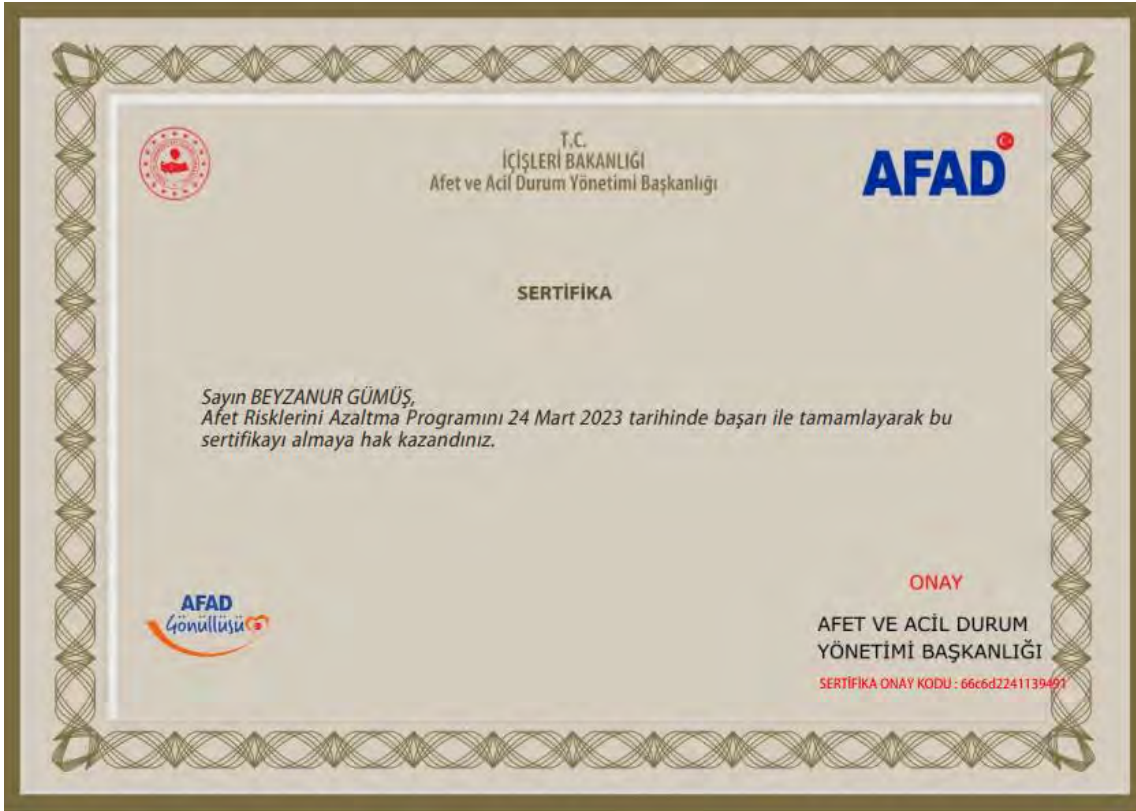 T.C.
İÇİŞLERİ BAKANLIĞI
Afet ve Acil Durum Yönetimi Başkanlığı
AFAD
SERTİFİKA
Sayın BEYZANUR GÜMÜŞ,
Afet Risklerini Azaltma Programını 24 Mart 2023 tarihinde başarı ile tamamlayarak bu
sertifikayı almaya hak kazandınız.
AFAD
Gönüllüsü
ONAY
AFET VE ACİL DURUM
YÖNETİMİ BAŞKANLIĞI
SERTİFİKA ONAY KODU : 66c6d2241139491